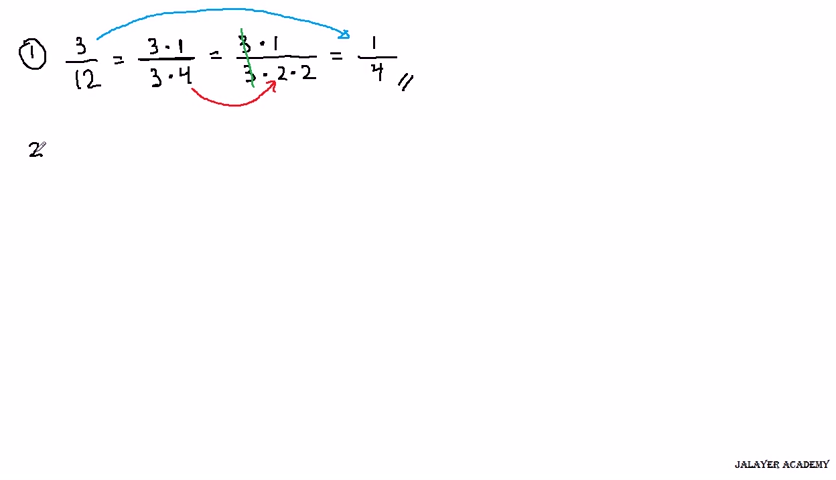 ① 3/12 = 3·1/3·4 = 3·1/3·2·2 = 1/4 //
2
JALAYER ACADEMY